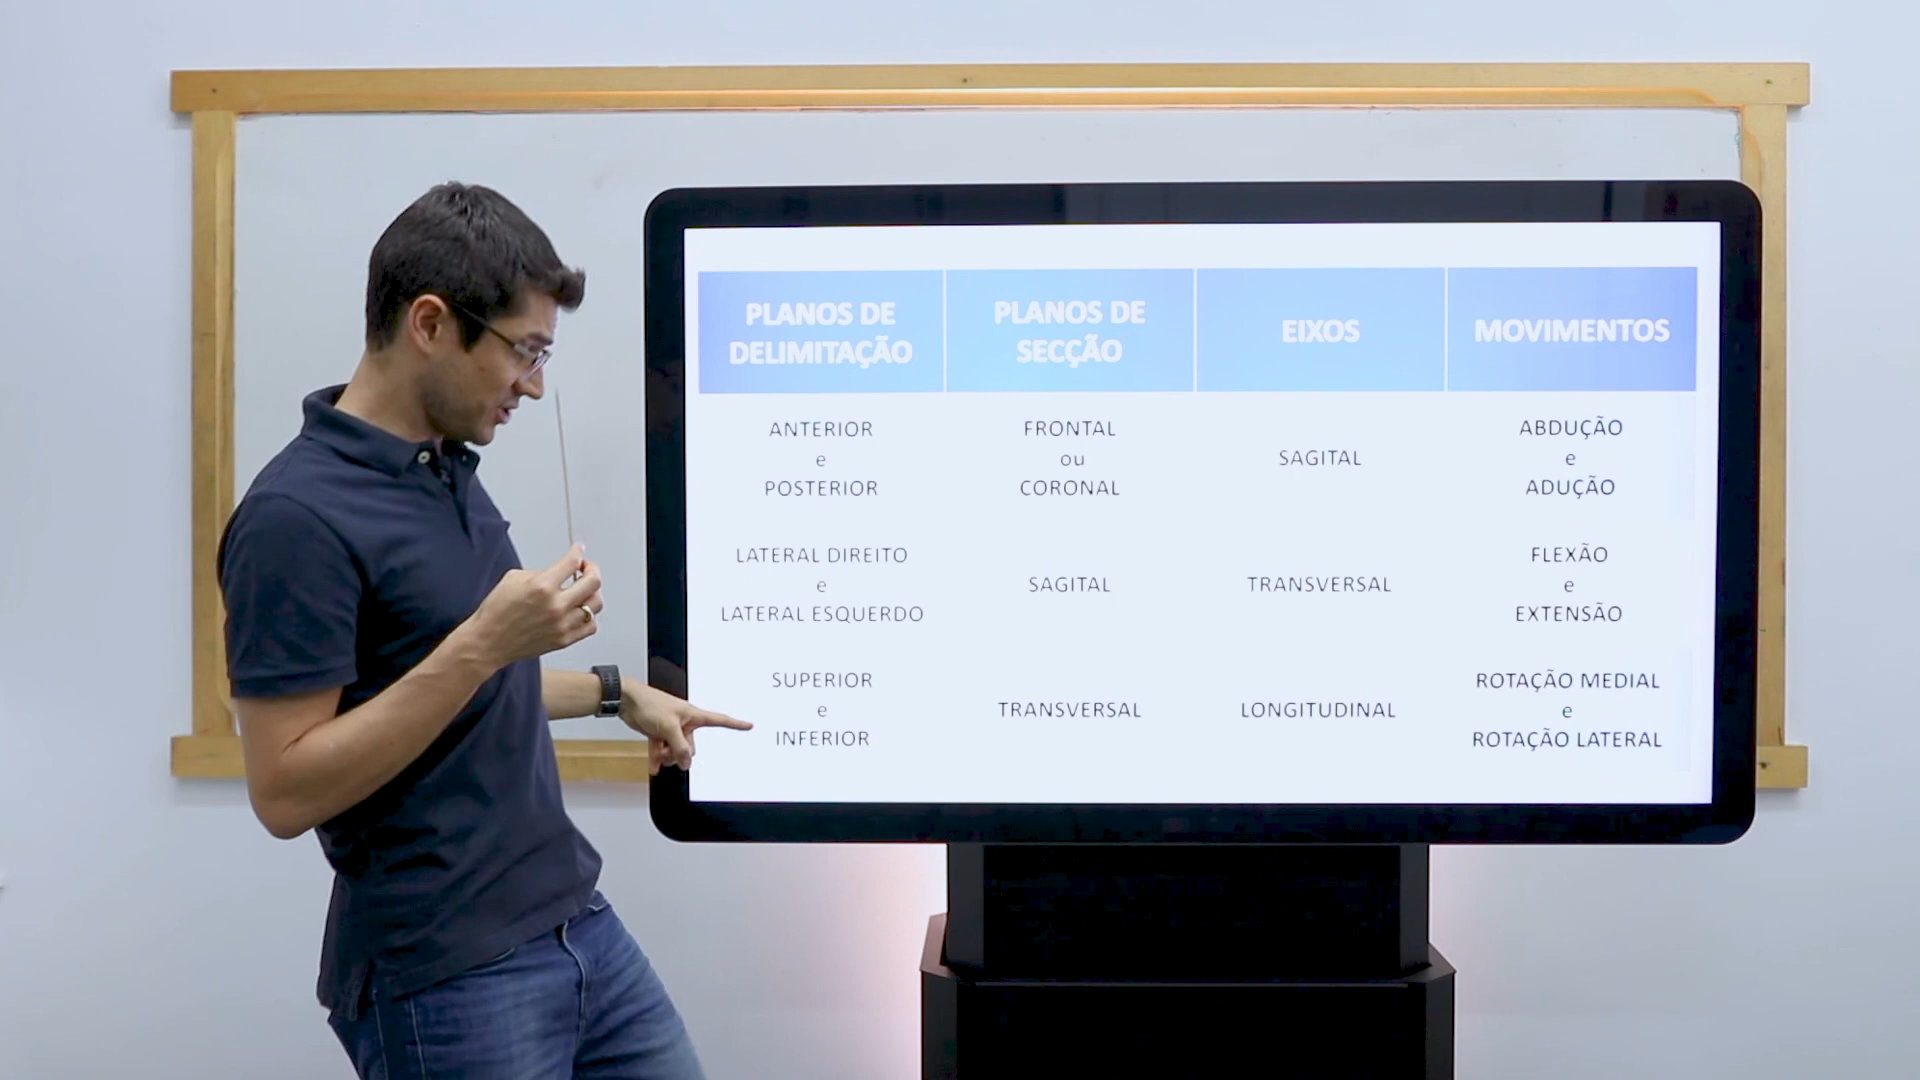 PLANOS DE
DELIMITAÇÃO
PLANOS DE
SECÇÃO
EIXOS
MOVIMENTOS
ANTERIOR
e
POSTERIOR
FRONTAL
ou
CORONAL
SAGITAL
ABDUÇÃO
e
ADUÇÃO
LATERAL DIREITO
e
LATERAL ESQUERDO
SAGITAL
TRANSVERSAL
FLEXÃO
e
EXTENSÃO
SUPERIOR
e
INFERIOR
TRANSVERSAL
LONGITUDINAL
ROTAÇÃO MEDIAL
e
ROTAÇÃO LATERAL